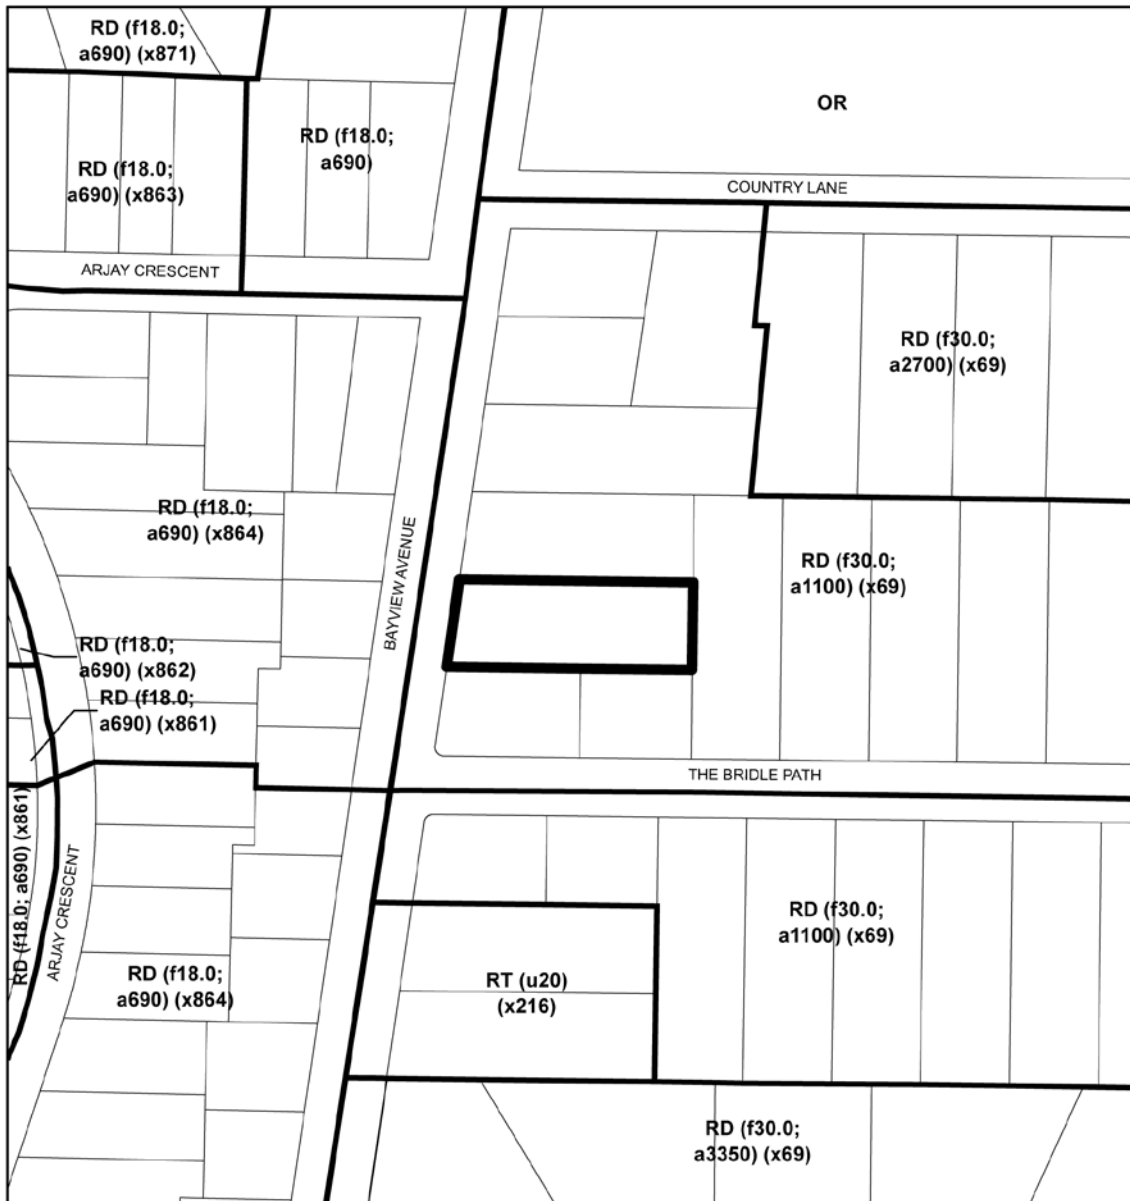 RD (f18.0;
a690) (x871)
OR
RD (f18.0;
a690)
RD (f18.0;
a690) (x863)
COUNTRY LANE
ARJAY CRESCENT
RD (f30.0;
a2700) (x69)
RD (f18.0;
a690) (x864)
BAYVIEW AVENUE
RD (f30.0;
a1100) (x69)
RD (f18.0;
a690) (x862)
RD (f18.0;
a690) (x861)
THE BRIDLE PATH
RD (f18.0; a690) (x861)
ARJAY CRESCENT
RD (f30.0;
a1100) (x69)
RD (f18.0;
a690) (x864)
RT (u20)
(x216)
RD (f30.0;
a3350) (x69)